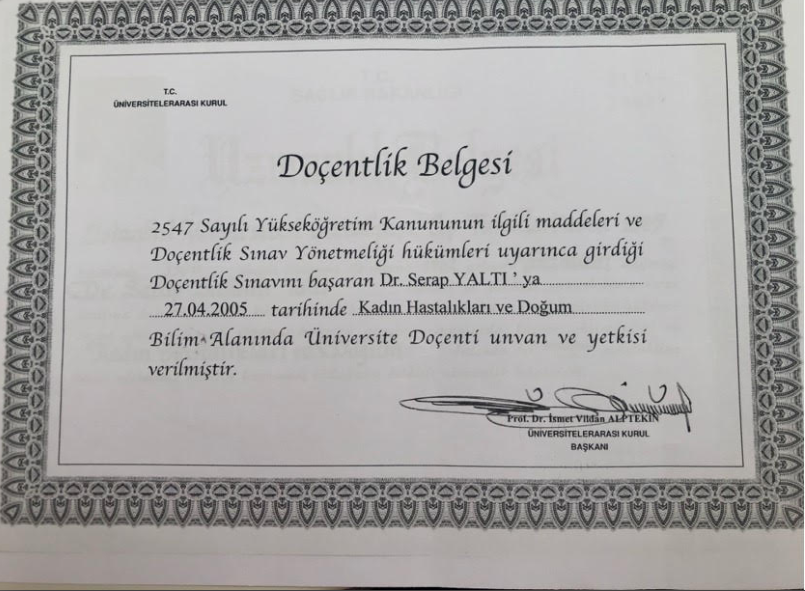 T.C.
ÜNİVERSİTELERARASI KURUL
Doçentlik Belgesi
2547 Sayılı Yükseköğretim Kanununun ilgili maddeleri ve
Doçentlik Sınav Yönetmeliği hükümleri uyarınca girdiği
Doçentlik Sınavını başaran Dr. Serap YALTI ' ya
27.04.2005 tarihinde Kadın Hastalıkları ve Doğum
Bilim Alanında Üniversite Doçenti unvan ve yetkisi
verilmiştir.
Prof. Dr. İsmet Vildan ALPTEKİN
ÜNİVERSİTELERARASI KURUL
BAŞKANI